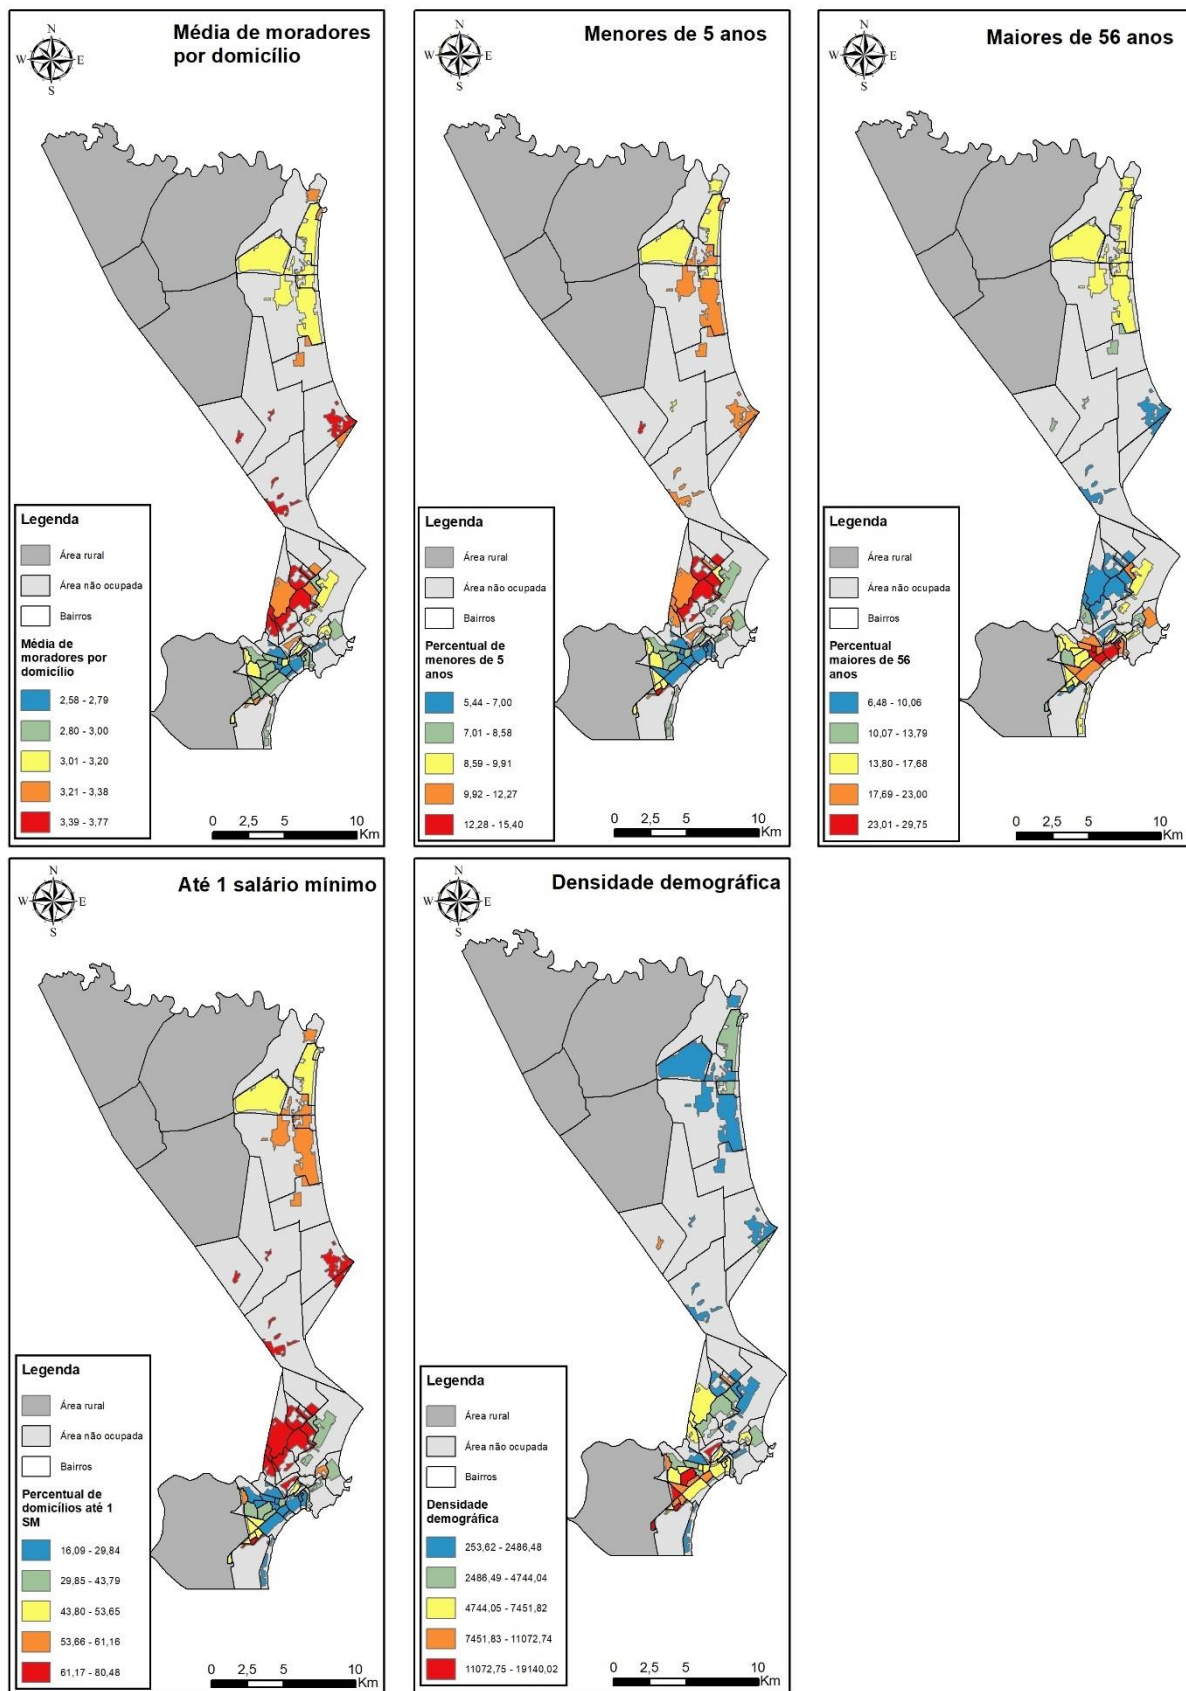 N
W E
S
Média de moradores
por domicílio
Legenda
Área rural
Área não ocupada
Bairros
Média de
moradores por
domicílio
2,58 - 2,79
2,80 - 3,00
3,01 - 3,20
3,21 - 3,38
3,39 - 3,77
0 2,5 5 10
Km
N
W E
S
Menores de 5 anos
Legenda
Área rural
Área não ocupada
Bairros
Percentual de
menores de 5
anos
5,44 - 7,00
7,01 - 8,58
8,59 - 9,91
9,92 - 12,27
12,28 - 15,40
0 2,5 5 10
Km
N
W E
S
Maiores de 56 anos
Legenda
Área rural
Área não ocupada
Bairros
Percentual
maiores de 56
anos
6,48 - 10,06
10,07 - 13,79
13,80 - 17,68
17,69 - 23,00
23,01 - 29,75
0 2,5 5 10
Km
N
W E
S
Até 1 salário mínimo
Legenda
Área rural
Área não ocupada
Bairros
Percentual de
domicílios até 1
SM
16,09 - 29,84
29,85 - 43,79
43,80 - 53,65
53,66 - 61,16
61,17 - 80,48
0 2,5 5 10
Km
N
W E
S
Densidade demográfica
Legenda
Área rural
Área não ocupada
Bairros
Densidade
demográfica
253,62 - 2486,48
2486,49 - 4744,04
4744,05 - 7451,82
7451,83 - 11072,74
11072,75 - 19140,02
0 2,5 5 10
Km